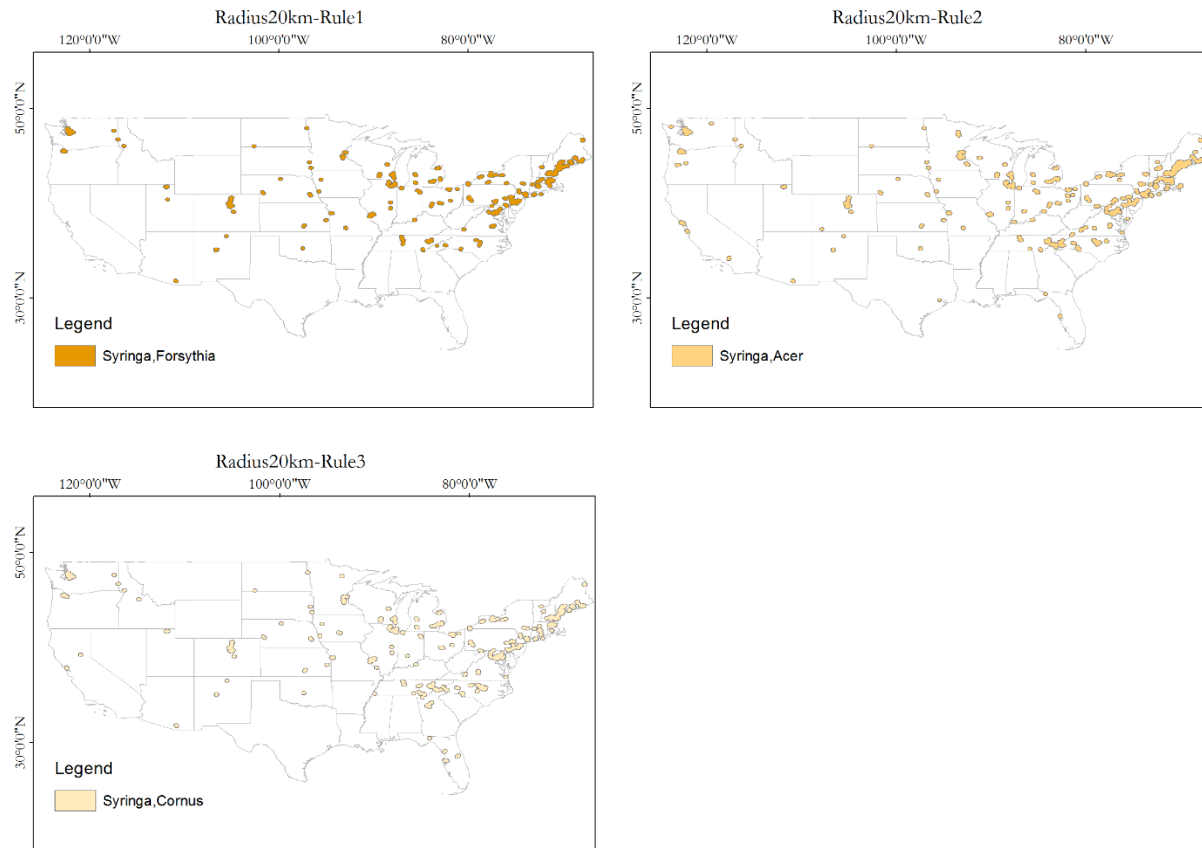 Radius20km-Rule1
120°0'0"W 100°0'0"W 80°0'0"W
50°0'0"N
30°0'0"N
Legend
Syringa,Forsythia
Radius20km-Rule2
120°0'0"W 100°0'0"W 80°0'0"W
50°0'0"N
30°0'0"N
Legend
Syringa,Acer
Radius20km-Rule3
120°0'0"W 100°0'0"W 80°0'0"W
50°0'0"N
30°0'0"N
Legend
Syringa,Cornus